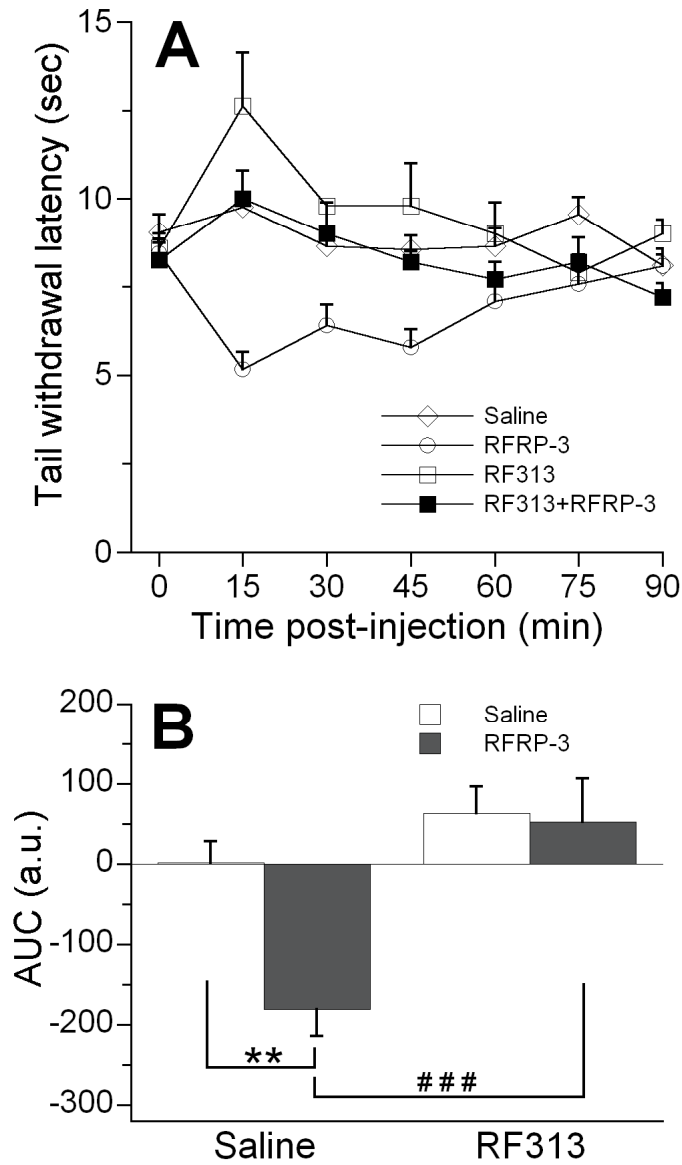 A
15
10
5
0
Tail withdrawal latency (sec)
Saline
RFRP-3
RF313
RF313+RFRP-3
0 15 30 45 60 75 90
Time post-injection (min)
B
200
100
0
-100
-200
-300
AUC (a.u.)
Saline
RFRP-3
**
###
Saline RF313